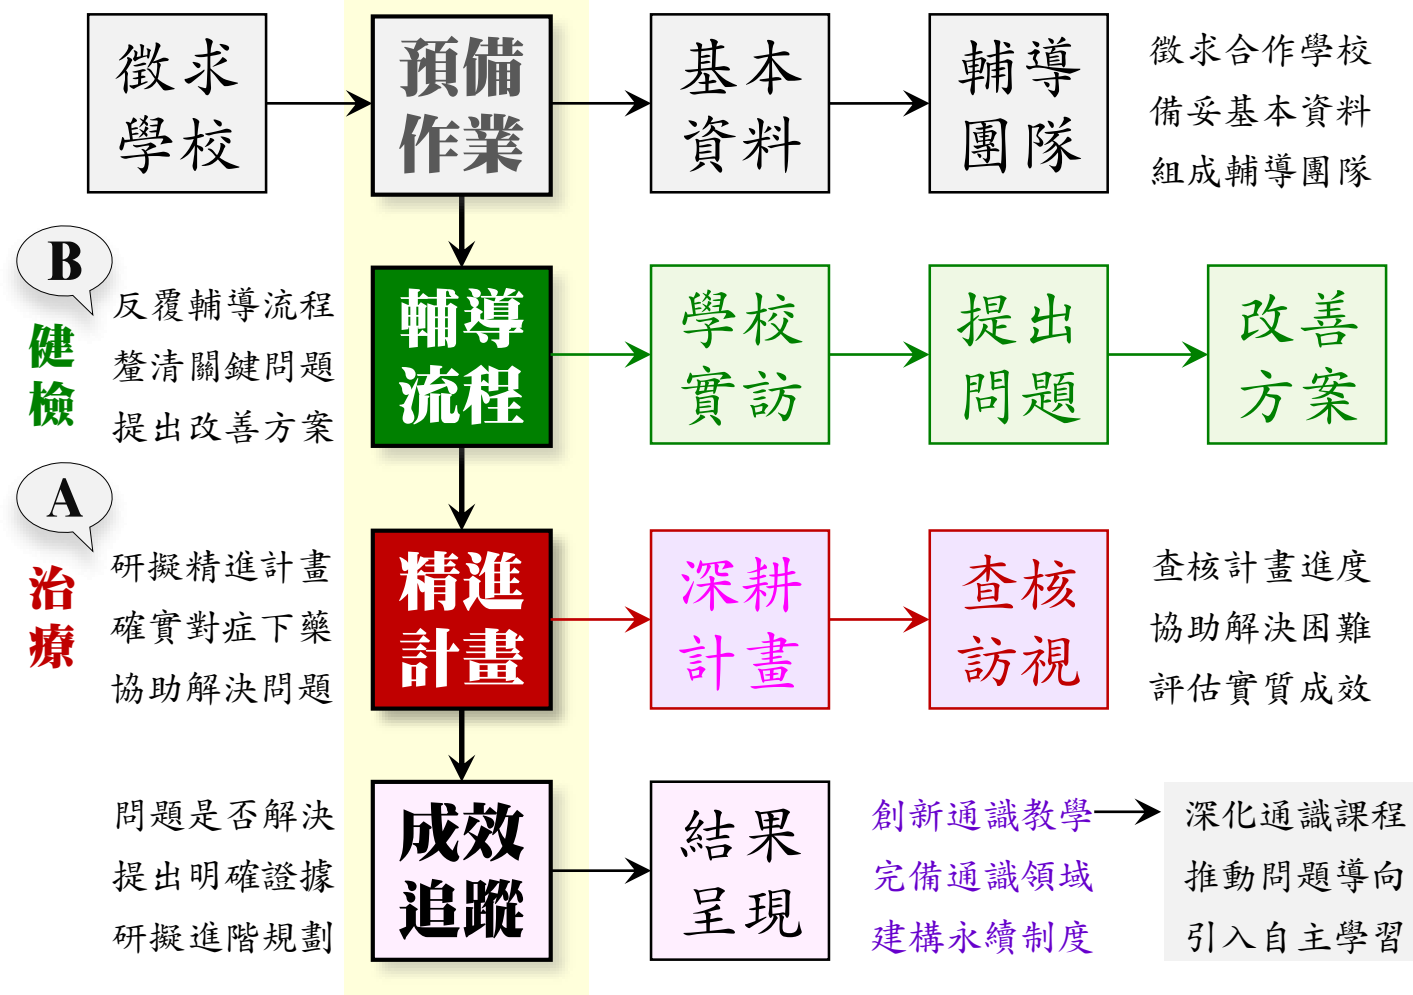 徵求
學校
預備
作業
基本
資料
輔導
團隊
徵求合作學校
備妥基本資料
組成輔導團隊
B
健
檢
反覆輔導流程
釐清關鍵問題
提出改善方案
輔導
流程
學校
實訪
提出
問題
改善
方案
A
治
療
研擬精進計畫
確實對症下藥
協助解決問題
精進
計畫
深耕
計畫
查核
訪視
查核計畫進度
協助解決困難
評估實質成效
問題是否解決
提出明確證據
研擬進階規劃
成效
追蹤
結果
呈現
創新通識教學
完備通識領域
建構永續制度
深化通識課程
推動問題導向
引入自主學習